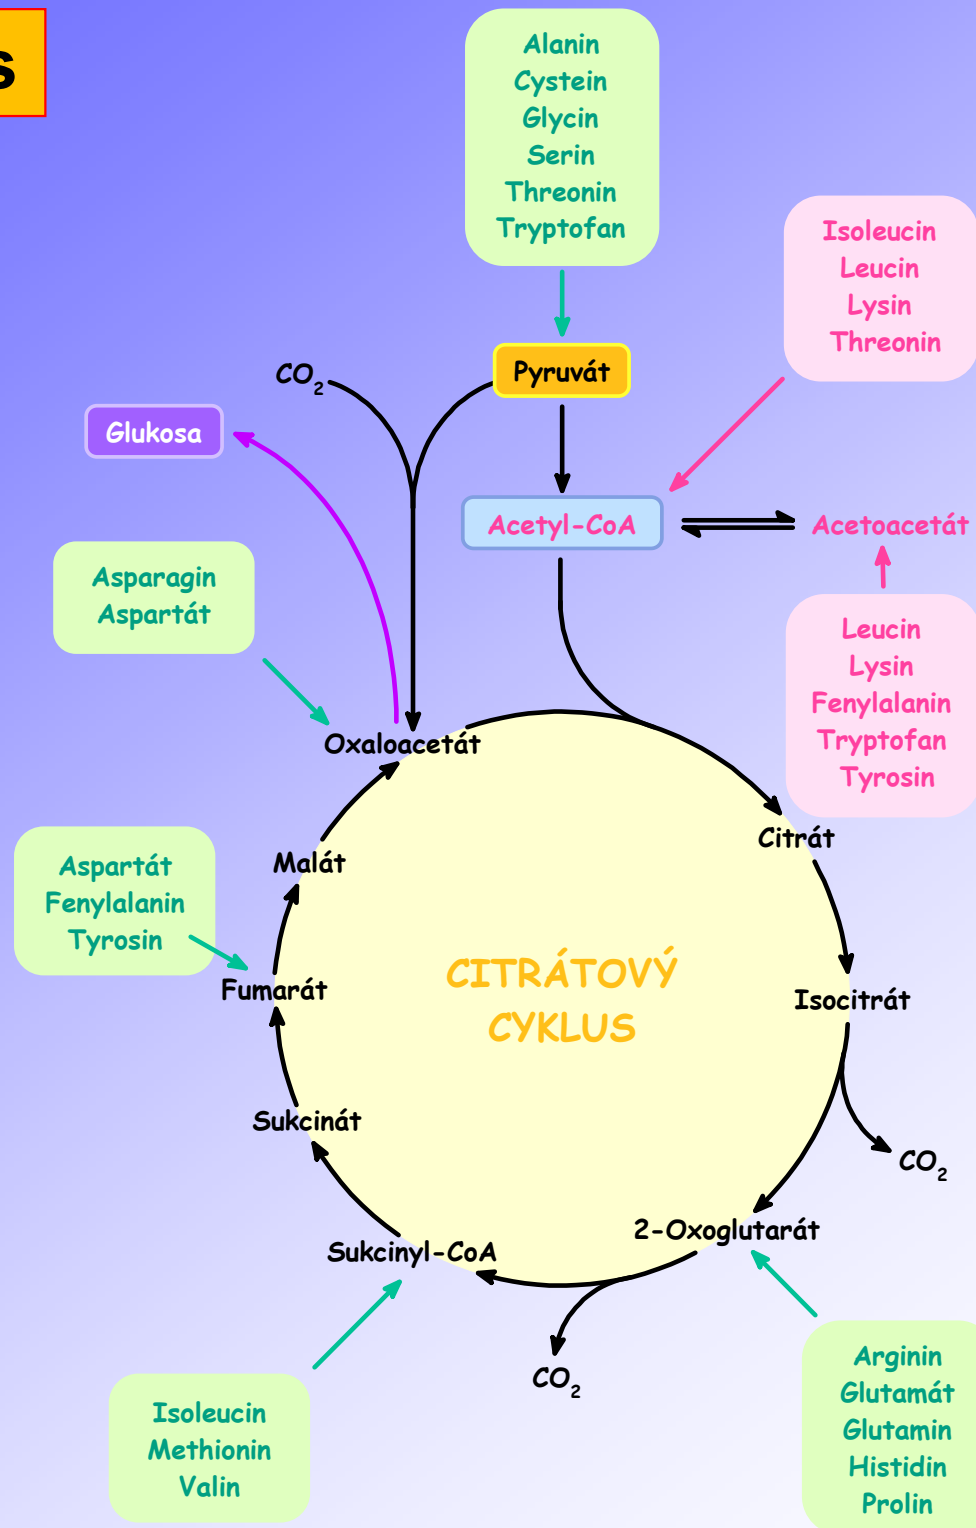 s
Alanin
Cystein
Glycin
Serin
Threonin
Tryptofan
Isoleucin
Leucin
Lysin
Threonin
CO2
Pyruvát
Glukosa
Acetyl-CoA
Acetoacetát
Asparagin
Aspartát
Leucin
Lysin
Fenylalanin
Tryptofan
Tyrosin
Oxaloacetát
Citrát
Malát
Aspartát
Fenylalanin
Tyrosin
CITRÁTOVÝ
CYKLUS
Fumarát
Isocitrát
Sukcinát
CO2
2-Oxoglutarát
Sukcinyl-CoA
CO2
Isoleucin
Methionin
Valin
Arginin
Glutamát
Glutamin
Histidin
Prolin